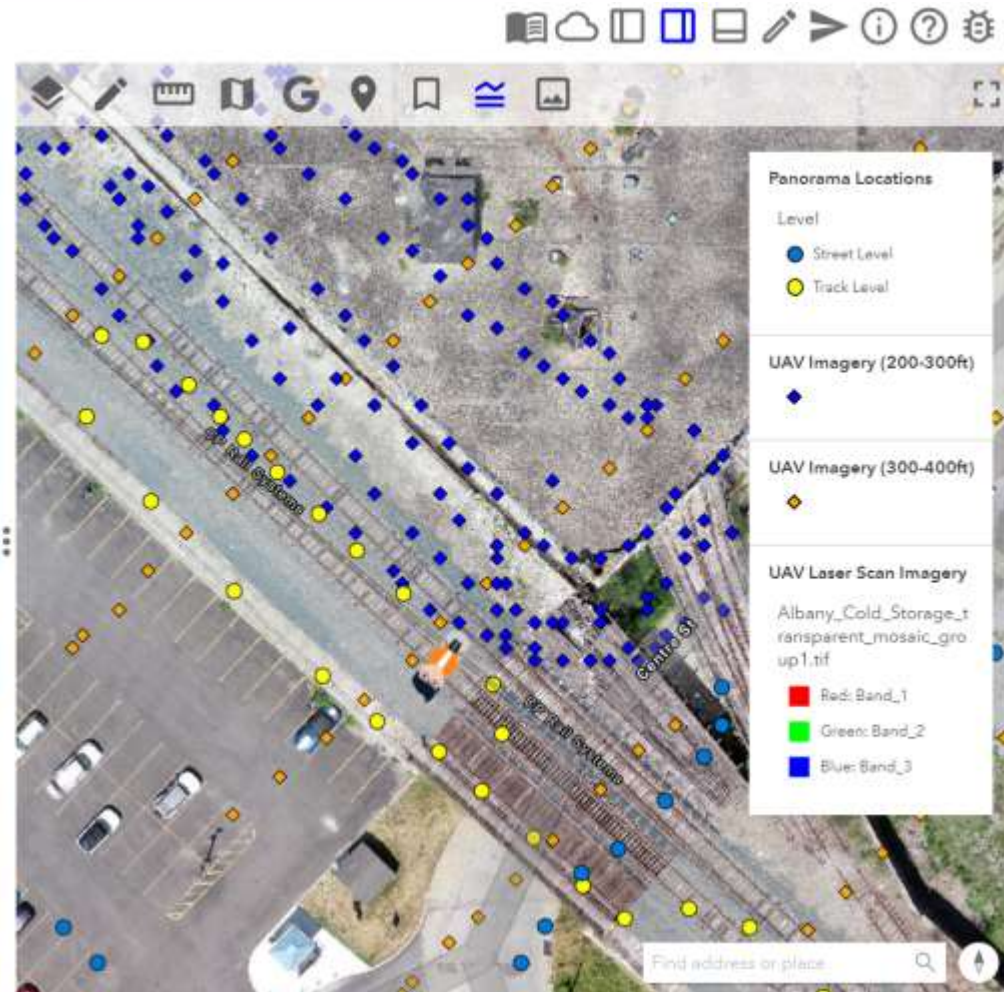 G
Panorama Locations
Level
Street Level
Track Level
UAV Imagery (200-300ft)
UAV Imagery (300-400ft)
UAV Laser Scan Imagery
Albany_Cold_Storage_t
ransparent_mosaic_gro
up1.tif
Red: Band_1
Green: Band_2
Blue: Band_3
CP Rail Systems
Centre St
CP Rail Systems
Find address or place